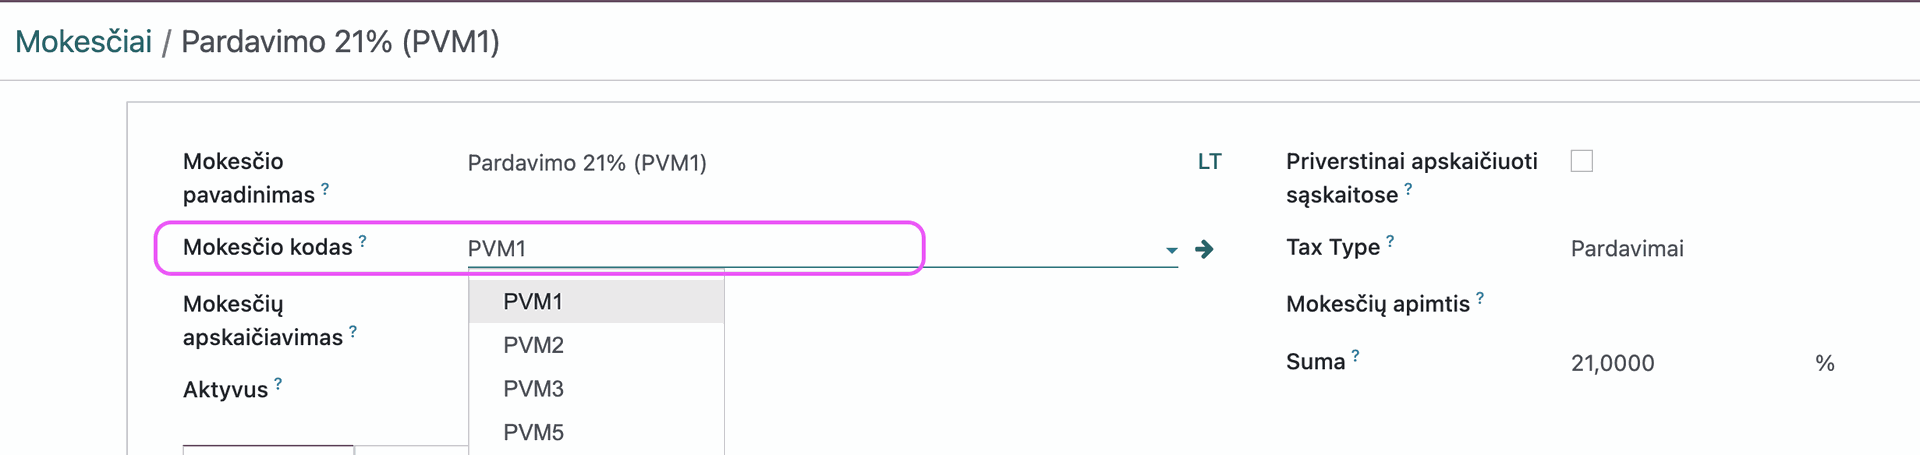 Mokesčiai / Pardavimo 21% (PVM1)
Mokesčio pavadinimas ? Pardavimo 21% (PVM1) LT
Mokesčio kodas ? PVM1
PVM1
PVM2
PVM3
PVM5
Mokesčių apskaičiavimas ?
Aktyvus ?
Priverstinai apskaičiuoti sąskaitose ?
Tax Type ? Pardavimai
Mokesčių apimtis ?
Suma ? 21,0000 %